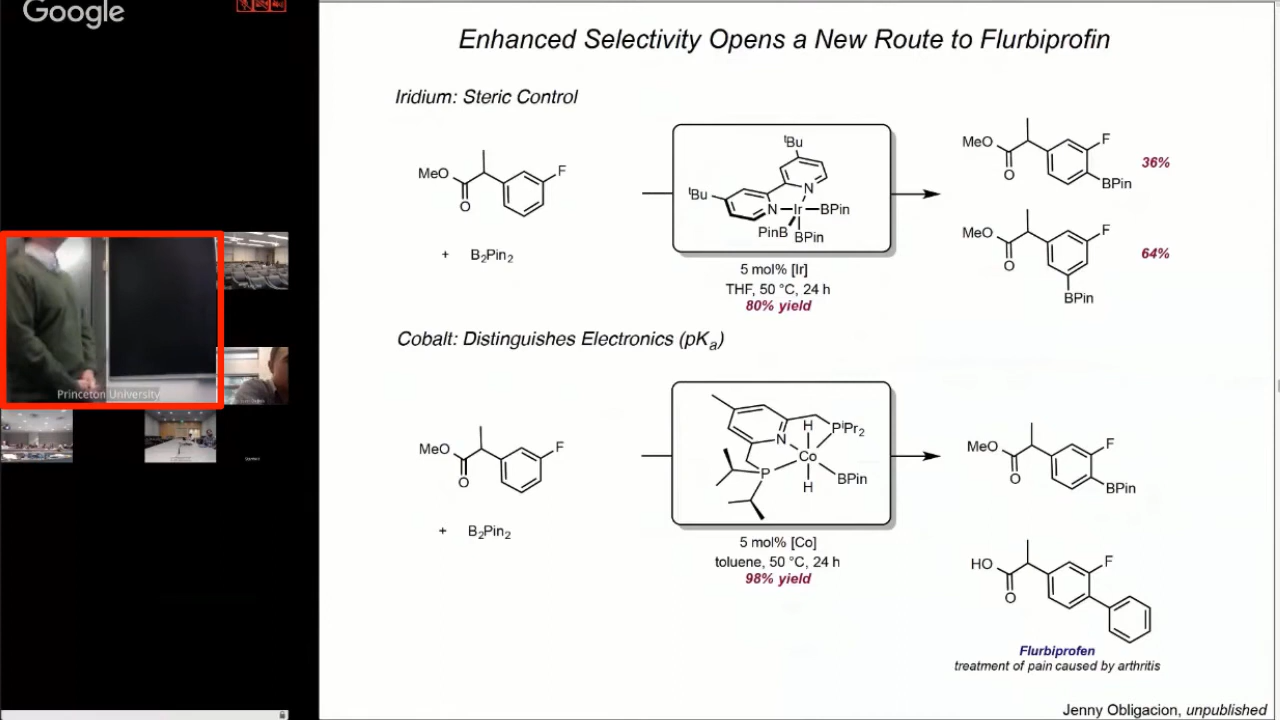 Google
Enhanced Selectivity Opens a New Route to Flurbiprofin
Iridium: Steric Control
MeO
O
F
+ B₂Pin₂
ᵗBu
ᵗBu
N
N
Ir
BPin
PinB
BPin
5 mol% [Ir]
THF, 50 °C, 24 h
80% yield
MeO
O
F
BPin
36%
MeO
O
F
BPin
64%
Cobalt: Distinguishes Electronics (pKₐ)
MeO
O
F
+ B₂Pin₂
H
PⁱPr₂
N
Co
P
BPin
H
5 mol% [Co]
toluene, 50 °C, 24 h
98% yield
MeO
O
F
BPin
HO
O
F
Flurbiprofen
treatment of pain caused by arthritis
Jenny Obligacion, unpublished
Princeton University